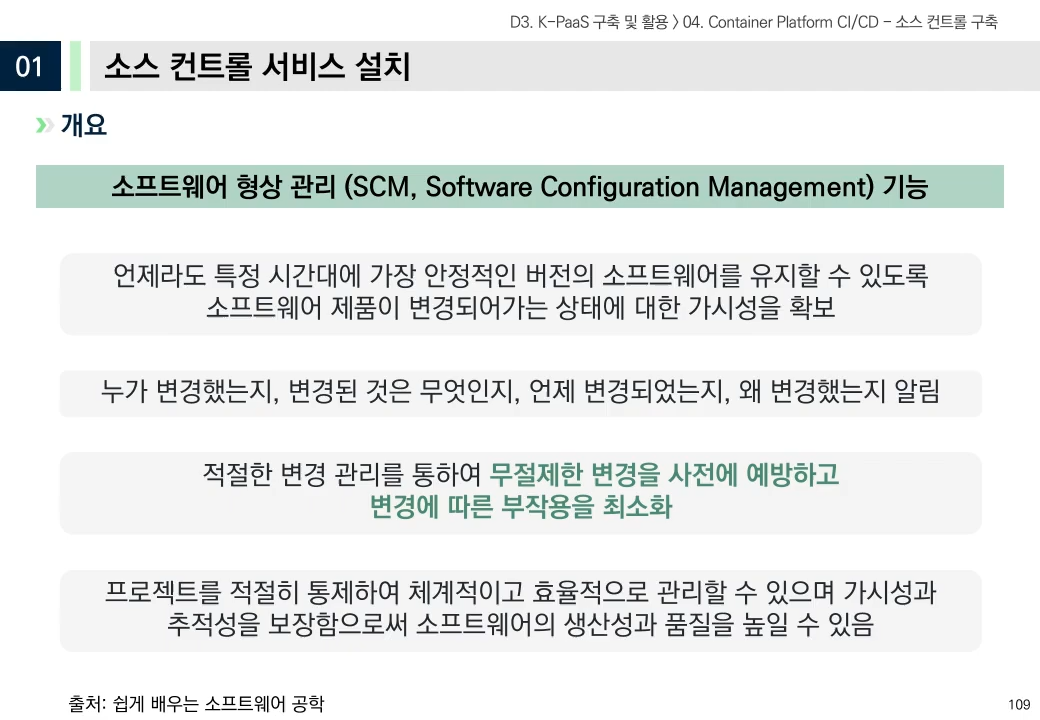 D3. K-PaaS 구축 및 활용 > 04. Container Platform CI/CD - 소스 컨트롤 구축
01 소스 컨트롤 서비스 설치
개요
소프트웨어 형상 관리 (SCM, Software Configuration Management) 기능
언제라도 특정 시간대에 가장 안정적인 버전의 소프트웨어를 유지할 수 있도록
소프트웨어 제품이 변경되어가는 상태에 대한 가시성을 확보
누가 변경했는지, 변경된 것은 무엇인지, 언제 변경되었는지, 왜 변경했는지 알림
적절한 변경 관리를 통하여 무절제한 변경을 사전에 예방하고
변경에 따른 부작용을 최소화
프로젝트를 적절히 통제하여 체계적이고 효율적으로 관리할 수 있으며 가시성과
추적성을 보장함으로써 소프트웨어의 생산성과 품질을 높일 수 있음
출처: 쉽게 배우는 소프트웨어 공학
109